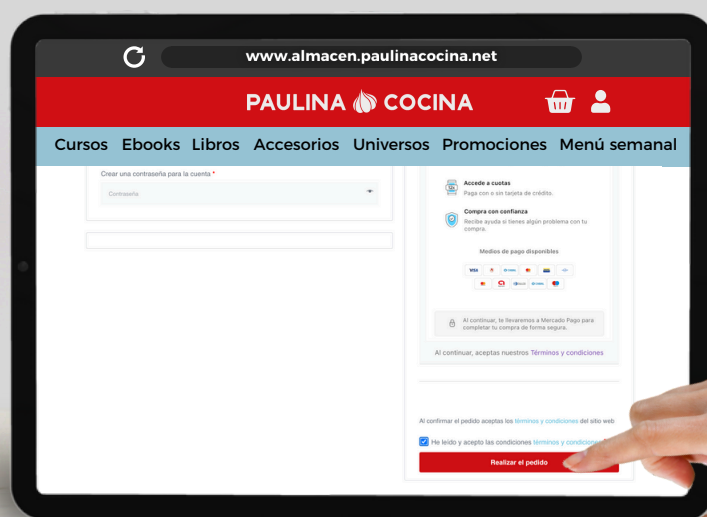 www.almacen.paulinacocina.net
PAULINA COCINA
Cursos Ebooks Libros Accesorios Universos Promociones Menú semanal
Crear una contraseña para la cuenta *
Contraseña
Accede a cuotas
Paga con o sin tarjeta de crédito.
Compra con confianza
Recibe ayuda si tienes algún problema con tu
compra.
Medios de pago disponibles
VISA
Al continuar, te llevaremos a Mercado Pago para
completar tu compra de forma segura.
Al continuar, aceptas nuestros Términos y condiciones
Al confirmar el pedido aceptas los términos y condiciones del sitio web
He leído y acepto las condiciones términos y condiciones
Realizar el pedido